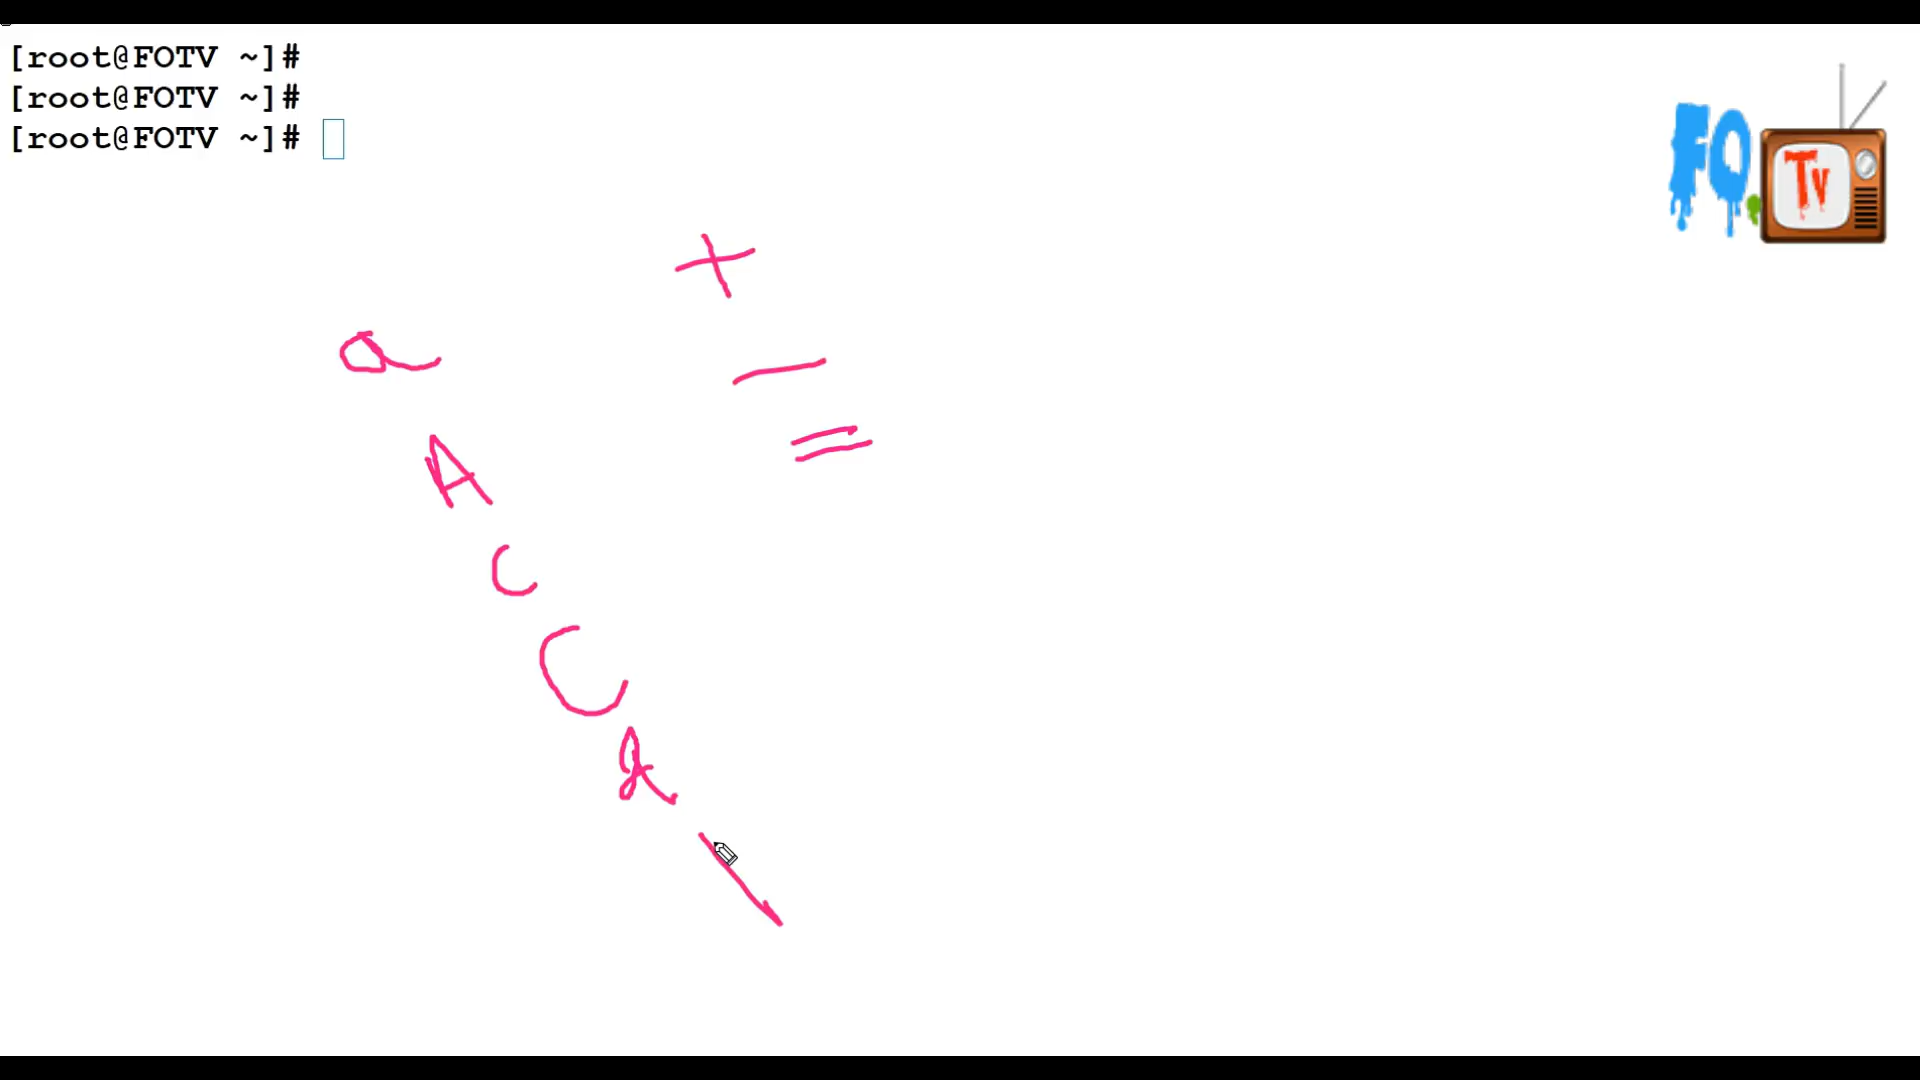 [root@FOTV ~]#
[root@FOTV ~]#
[root@FOTV ~]#
FO.
Tv
+
a
-
=
A
c
C